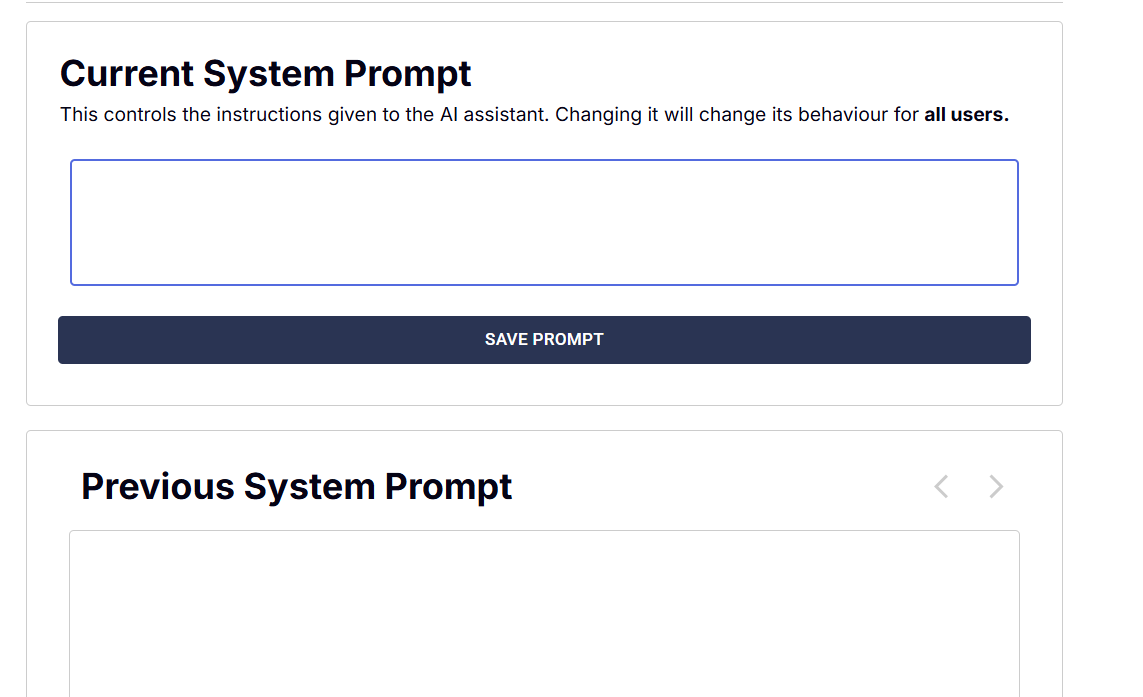 Current System Prompt
This controls the instructions given to the AI assistant. Changing it will change its behaviour for all users.
SAVE PROMPT
Previous System Prompt